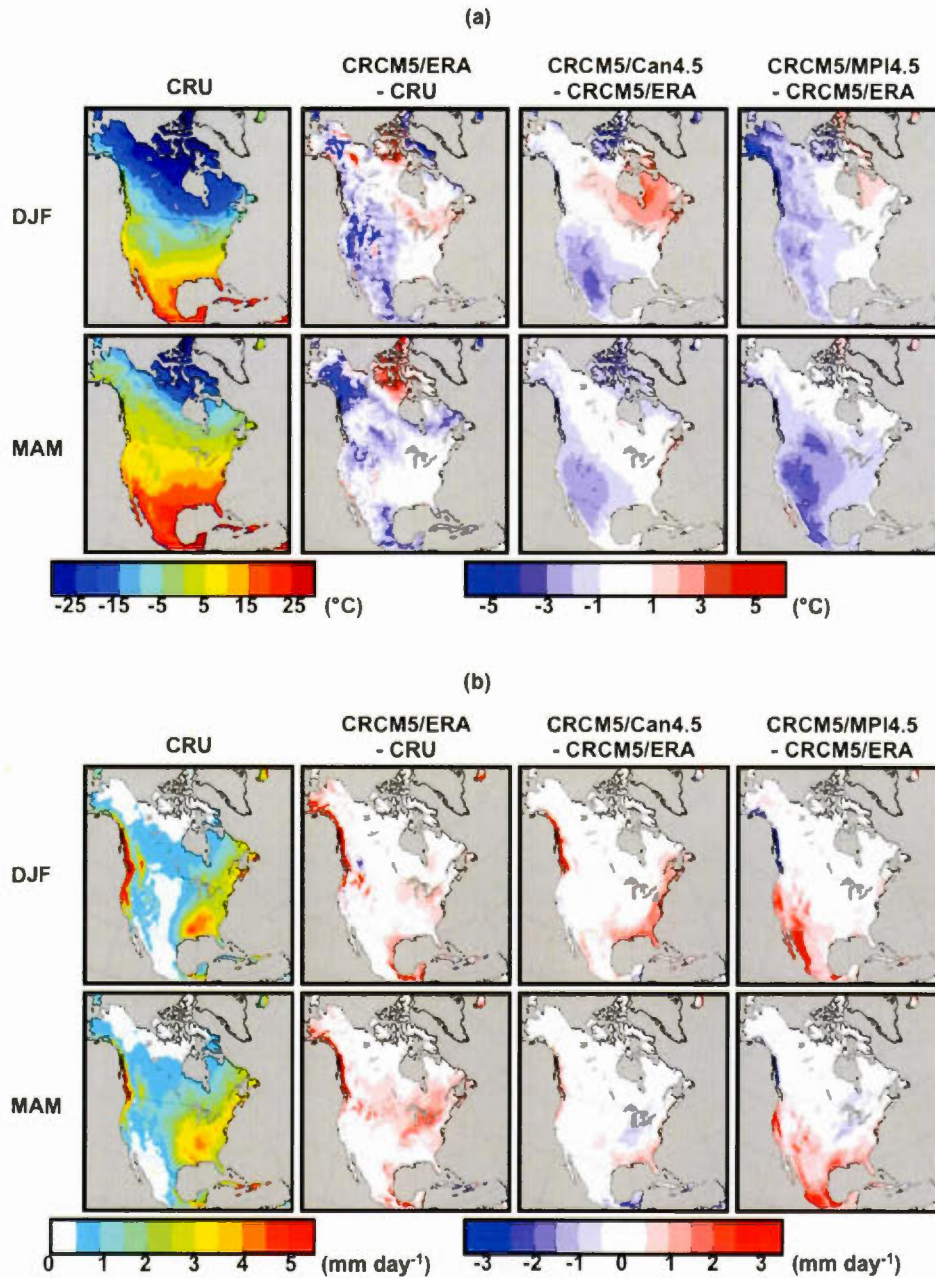 (a)
CRU
CRCM5/ERA
- CRU
CRCM5/Can4.5
- CRCM5/ERA
CRCM5/MPI4.5
- CRCM5/ERA
DJF
MAM
-25 -15 -5 5 15 25 (°C)
-5 -3 -1 1 3 5 (°C)
(b)
CRU
CRCM5/ERA
- CRU
CRCM5/Can4.5
- CRCM5/ERA
CRCM5/MPI4.5
- CRCM5/ERA
DJF
MAM
0 1 2 3 4 5 (mm day⁻¹)
-3 -2 -1 0 1 2 3 (mm day⁻¹)